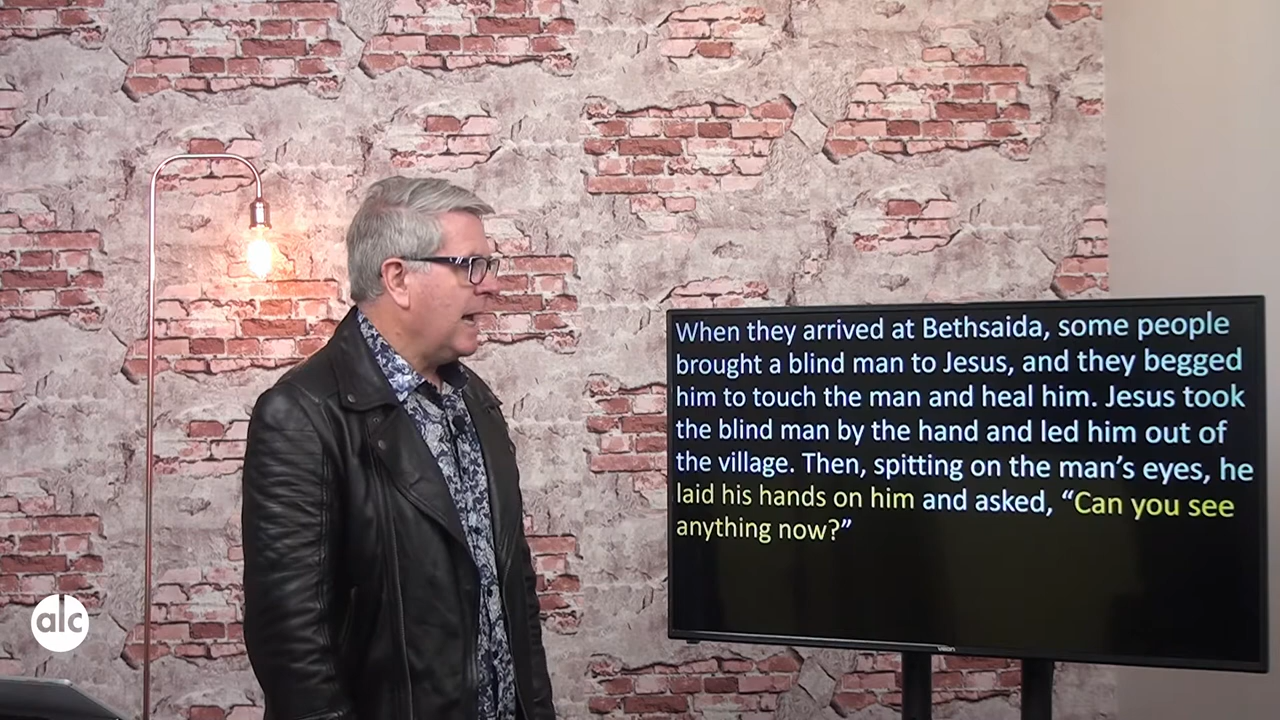 When they arrived at Bethsaida, some people
brought a blind man to Jesus, and they begged
him to touch the man and heal him. Jesus took
the blind man by the hand and led him out of
the village. Then, spitting on the man’s eyes, he
laid his hands on him and asked, “Can you see
anything now?”
alc